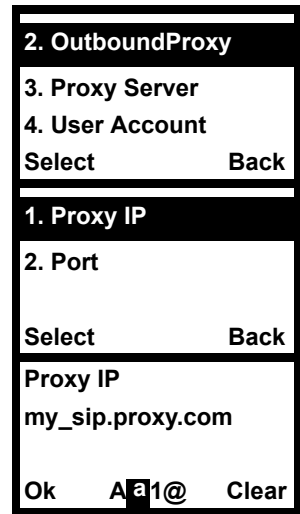 2. OutboundProxy
3. Proxy Server
4. User Account
Select Back
1. Proxy IP
2. Port
Select Back
Proxy IP
my_sip.proxy.com
Ok Aa1@ Clear